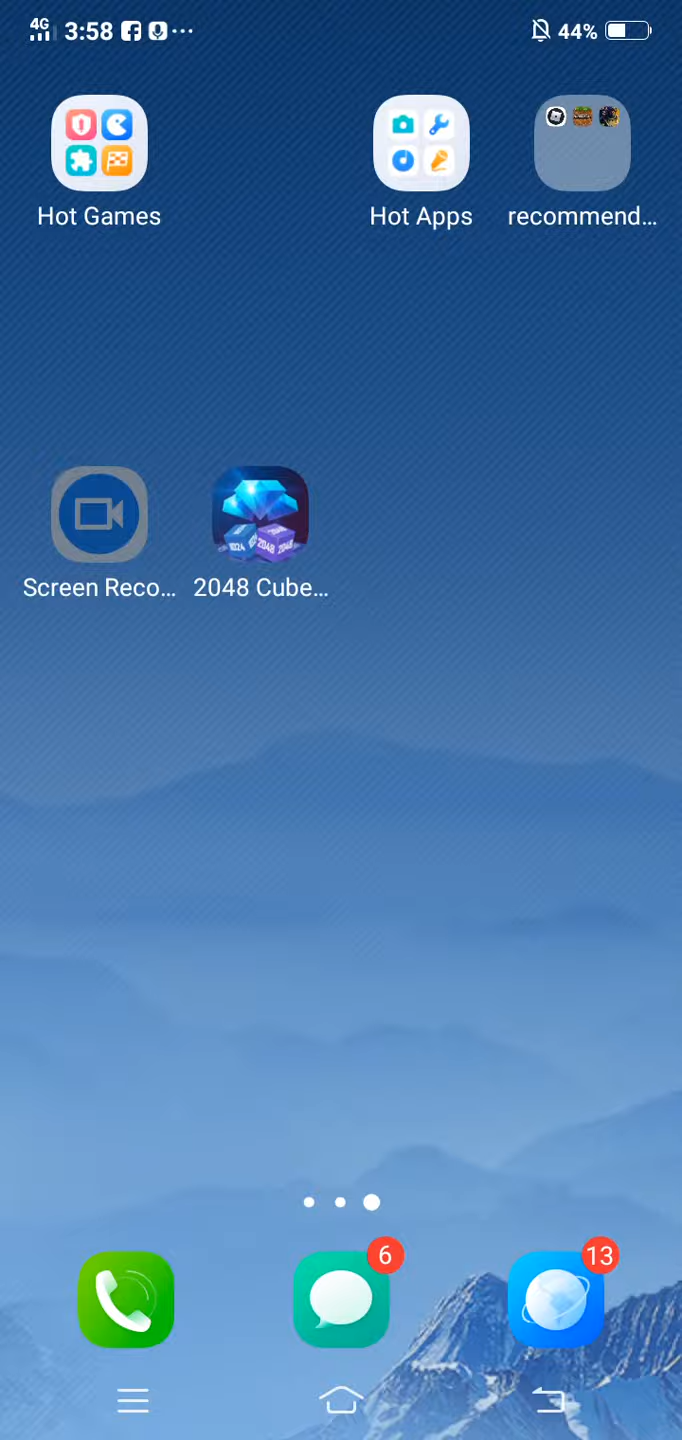 4G 3:58 44%
Hot Games
Hot Apps
recommend...
Screen Reco...
2048 Cube...
6
13